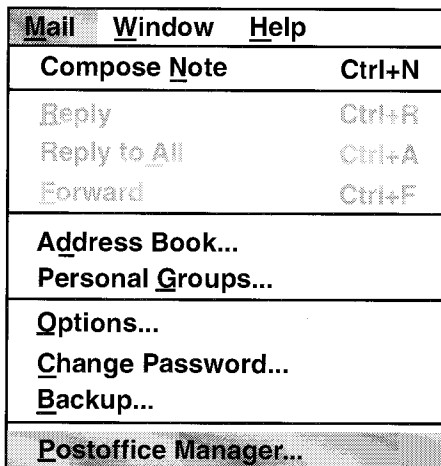 Mail Window Help
Compose Note Ctrl+N
Reply Ctrl+R
Reply to All Ctrl+A
Forward Ctrl+F
Address Book...
Personal Groups...
Options...
Change Password...
Backup...
Postoffice Manager...